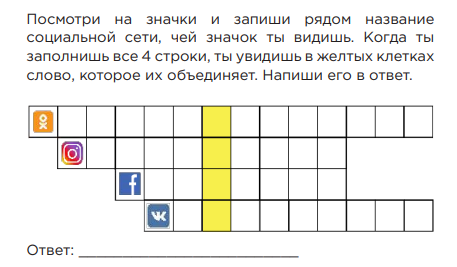 Посмотри на значки и запиши рядом название
социальной сети, чей значок ты видишь. Когда ты
заполнишь все 4 строки, ты увидишь в желтых клетках
слово, которое их объединяет. Напиши его в ответ.
Ответ: